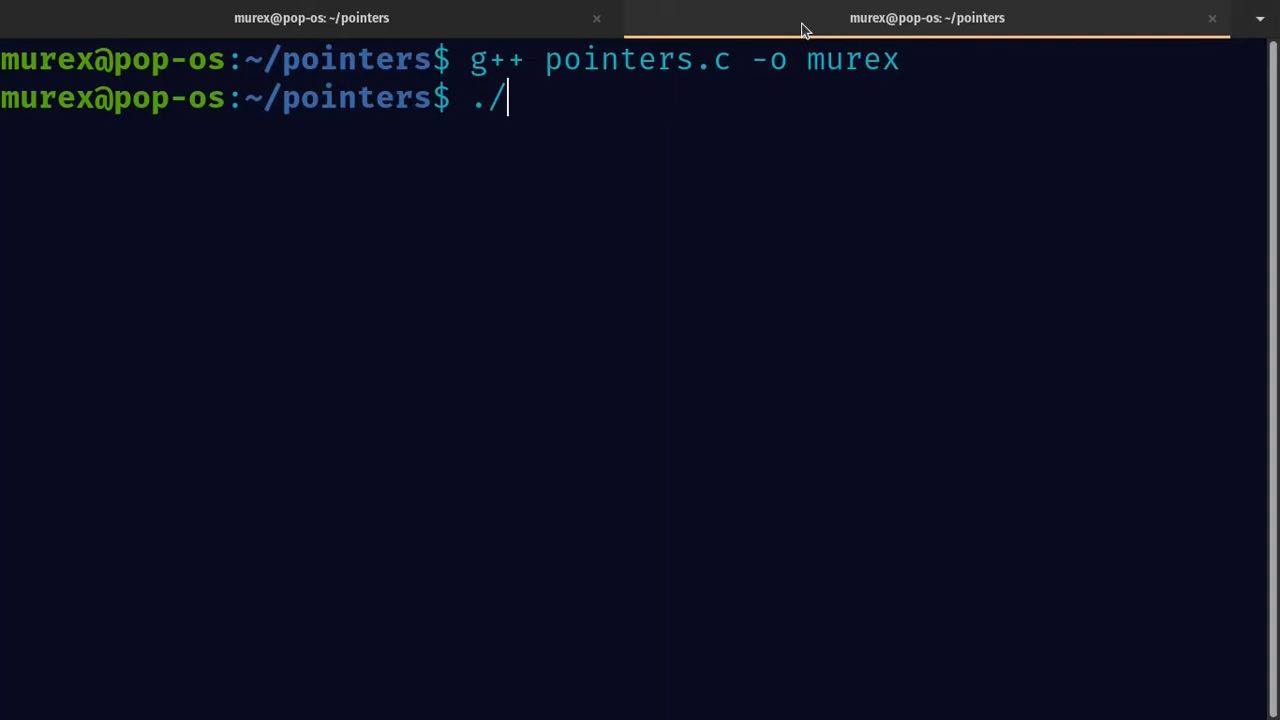 murex@pop-os: ~/pointers × murex@pop-os: ~/pointers ×
murex@pop-os:~/pointers$ g++ pointers.c -o murex
murex@pop-os:~/pointers$ ./